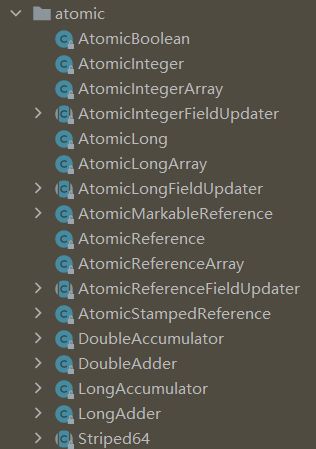 atomic
AtomicBoolean
AtomicInteger
AtomicIntegerArray
AtomicIntegerFieldUpdater
AtomicLong
AtomicLongArray
AtomicLongFieldUpdater
AtomicMarkableReference
AtomicReference
AtomicReferenceArray
AtomicReferenceFieldUpdater
AtomicStampedReference
DoubleAccumulator
DoubleAdder
LongAccumulator
LongAdder
Striped64